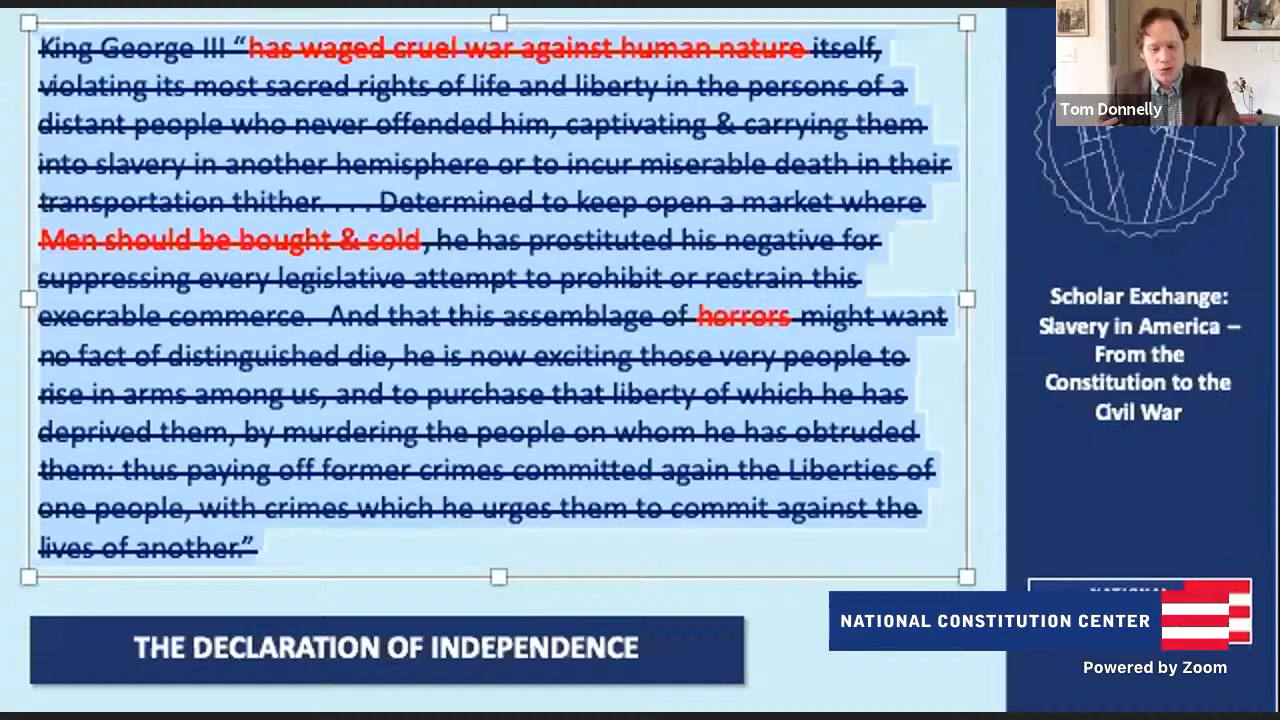 King George III “has waged cruel war against human nature itself,
violating its most sacred rights of life and liberty in the persons of a
distant people who never offended him, captivating & carrying them
into slavery in another hemisphere or to incur miserable death in their
transportation thither. . . . Determined to keep open a market where
Men should be bought & sold, he has prostituted his negative for
suppressing every legislative attempt to prohibit or restrain this
execrable commerce. And that this assemblage of horrors might want
no fact of distinguished die, he is now exciting those very people to
rise in arms among us, and to purchase that liberty of which he has
deprived them, by murdering the people on whom he has obtruded
them: thus paying off former crimes committed again the Liberties of
one people, with crimes which he urges them to commit against the
lives of another.”
THE DECLARATION OF INDEPENDENCE
Tom Donnelly
Scholar Exchange:
Slavery in America –
From the
Constitution to the
Civil War
NATIONAL
NATIONAL CONSTITUTION CENTER
Powered by Zoom